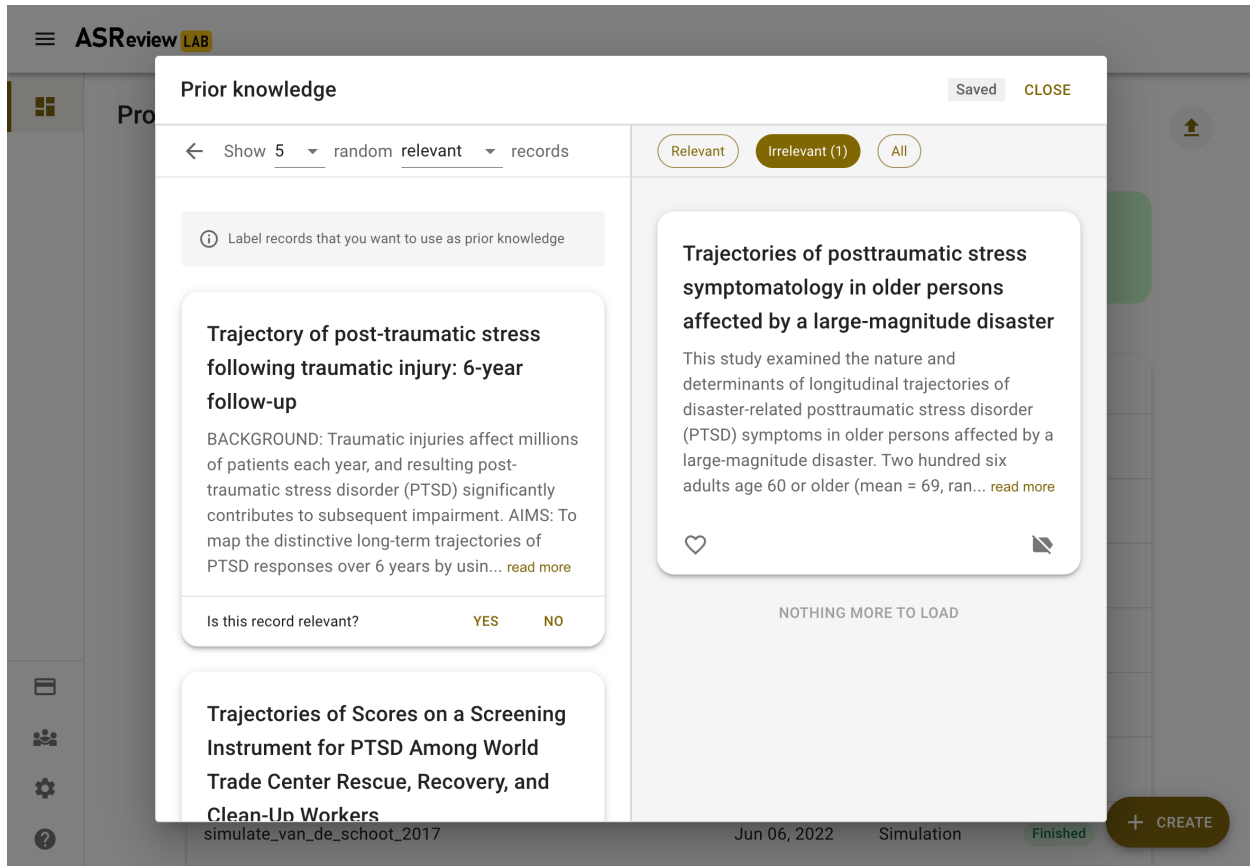 ASReview LAB
Pro
Prior knowledge
Saved
CLOSE
Show 5 random relevant records
Relevant
Irrelevant (1)
All
Label records that you want to use as prior knowledge
Trajectory of post-traumatic stress
following traumatic injury: 6-year
follow-up
BACKGROUND: Traumatic injuries affect millions
of patients each year, and resulting post-
traumatic stress disorder (PTSD) significantly
contributes to subsequent impairment. AIMS: To
map the distinctive long-term trajectories of
PTSD responses over 6 years by usin... read more
Is this record relevant?
YES
NO
Trajectories of Scores on a Screening
Instrument for PTSD Among World
Trade Center Rescue, Recovery, and
Clean-Up Workers
Trajectories of posttraumatic stress
symptomatology in older persons
affected by a large-magnitude disaster
This study examined the nature and
determinants of longitudinal trajectories of
disaster-related posttraumatic stress disorder
(PTSD) symptoms in older persons affected by a
large-magnitude disaster. Two hundred six
adults age 60 or older (mean = 69, ran... read more
NOTHING MORE TO LOAD
simulate_van_de_schoot_2017
Jun 06, 2022
Simulation
Finished
CREATE